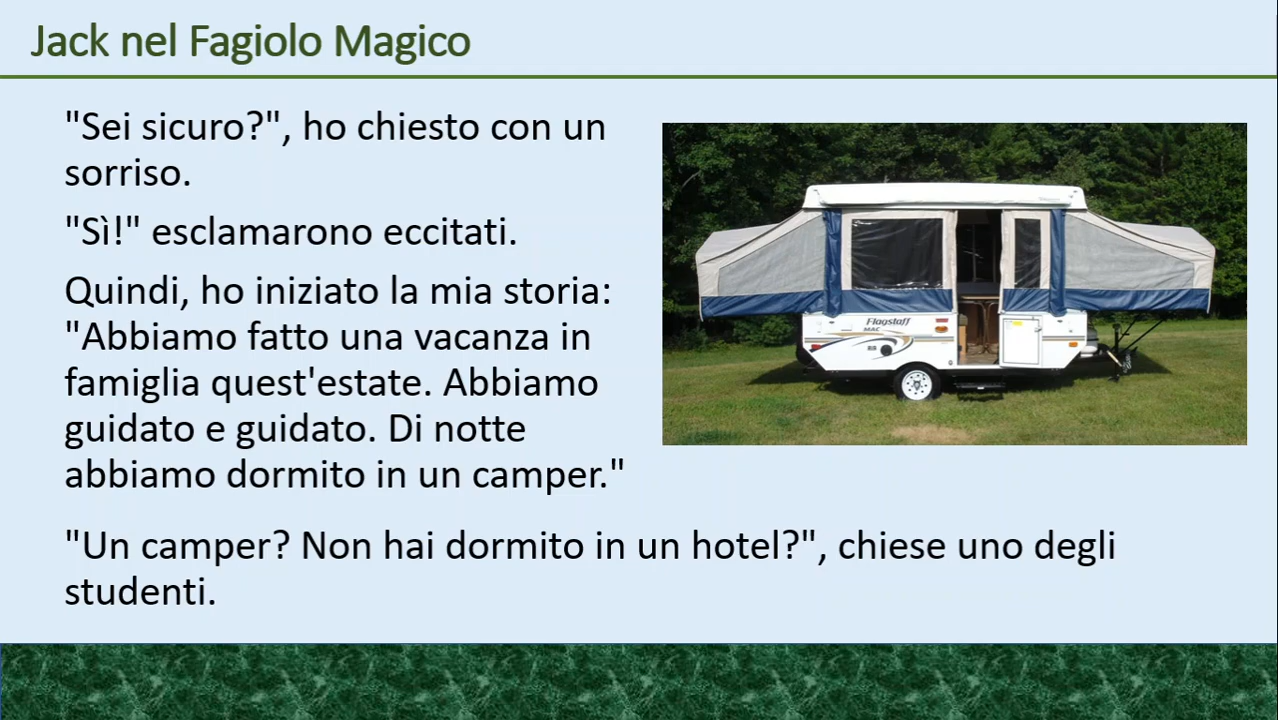 Jack nel Fagiolo Magico
"Sei sicuro?", ho chiesto con un
sorriso.
"Sì!" esclamarono eccitati.
Quindi, ho iniziato la mia storia:
"Abbiamo fatto una vacanza in
famiglia quest'estate. Abbiamo
guidato e guidato. Di notte
abbiamo dormito in un camper."
Flagstaff
MAC
"Un camper? Non hai dormito in un hotel?", chiese uno degli
studenti.